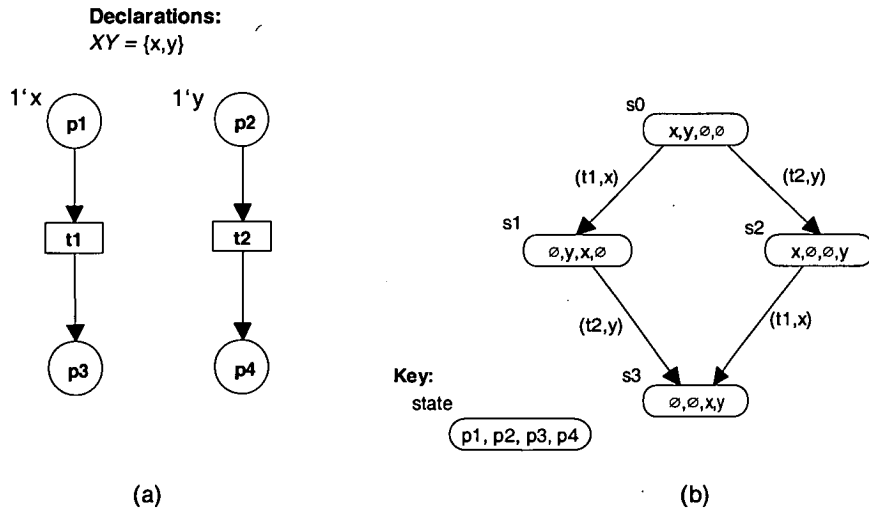 Declarations:
XY = {x,y}
1‘x
p1
1‘y
p2
t1
t2
p3
p4
(a)
s0
x,y,∅,∅
(t1,x)
(t2,y)
s1
∅,y,x,∅
s2
x,∅,∅,y
(t2,y)
(t1,x)
s3
∅,∅,x,y
Key:
state
p1, p2, p3, p4
(b)